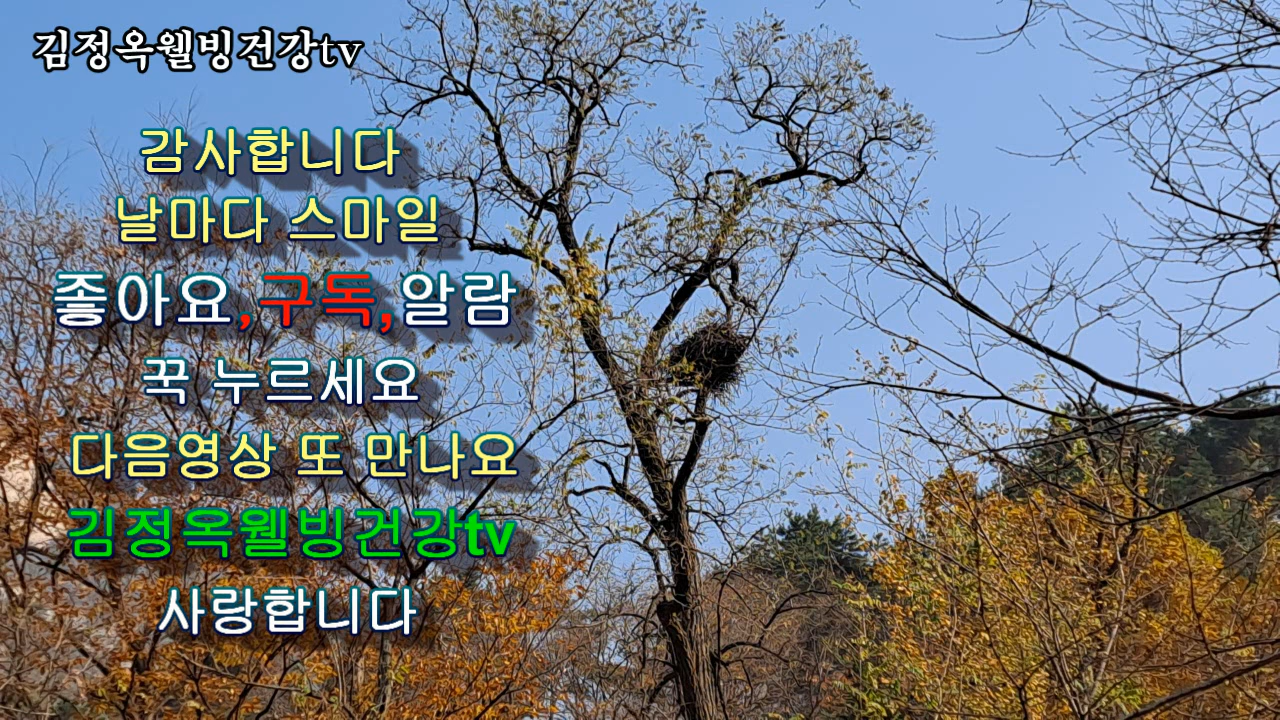 김정옥웰빙건강tv
감사합니다
날마다 스마일
좋아요,구독,알람
꾹 누르세요
다음영상 또 만나요
김정옥웰빙건강tv
사랑합니다